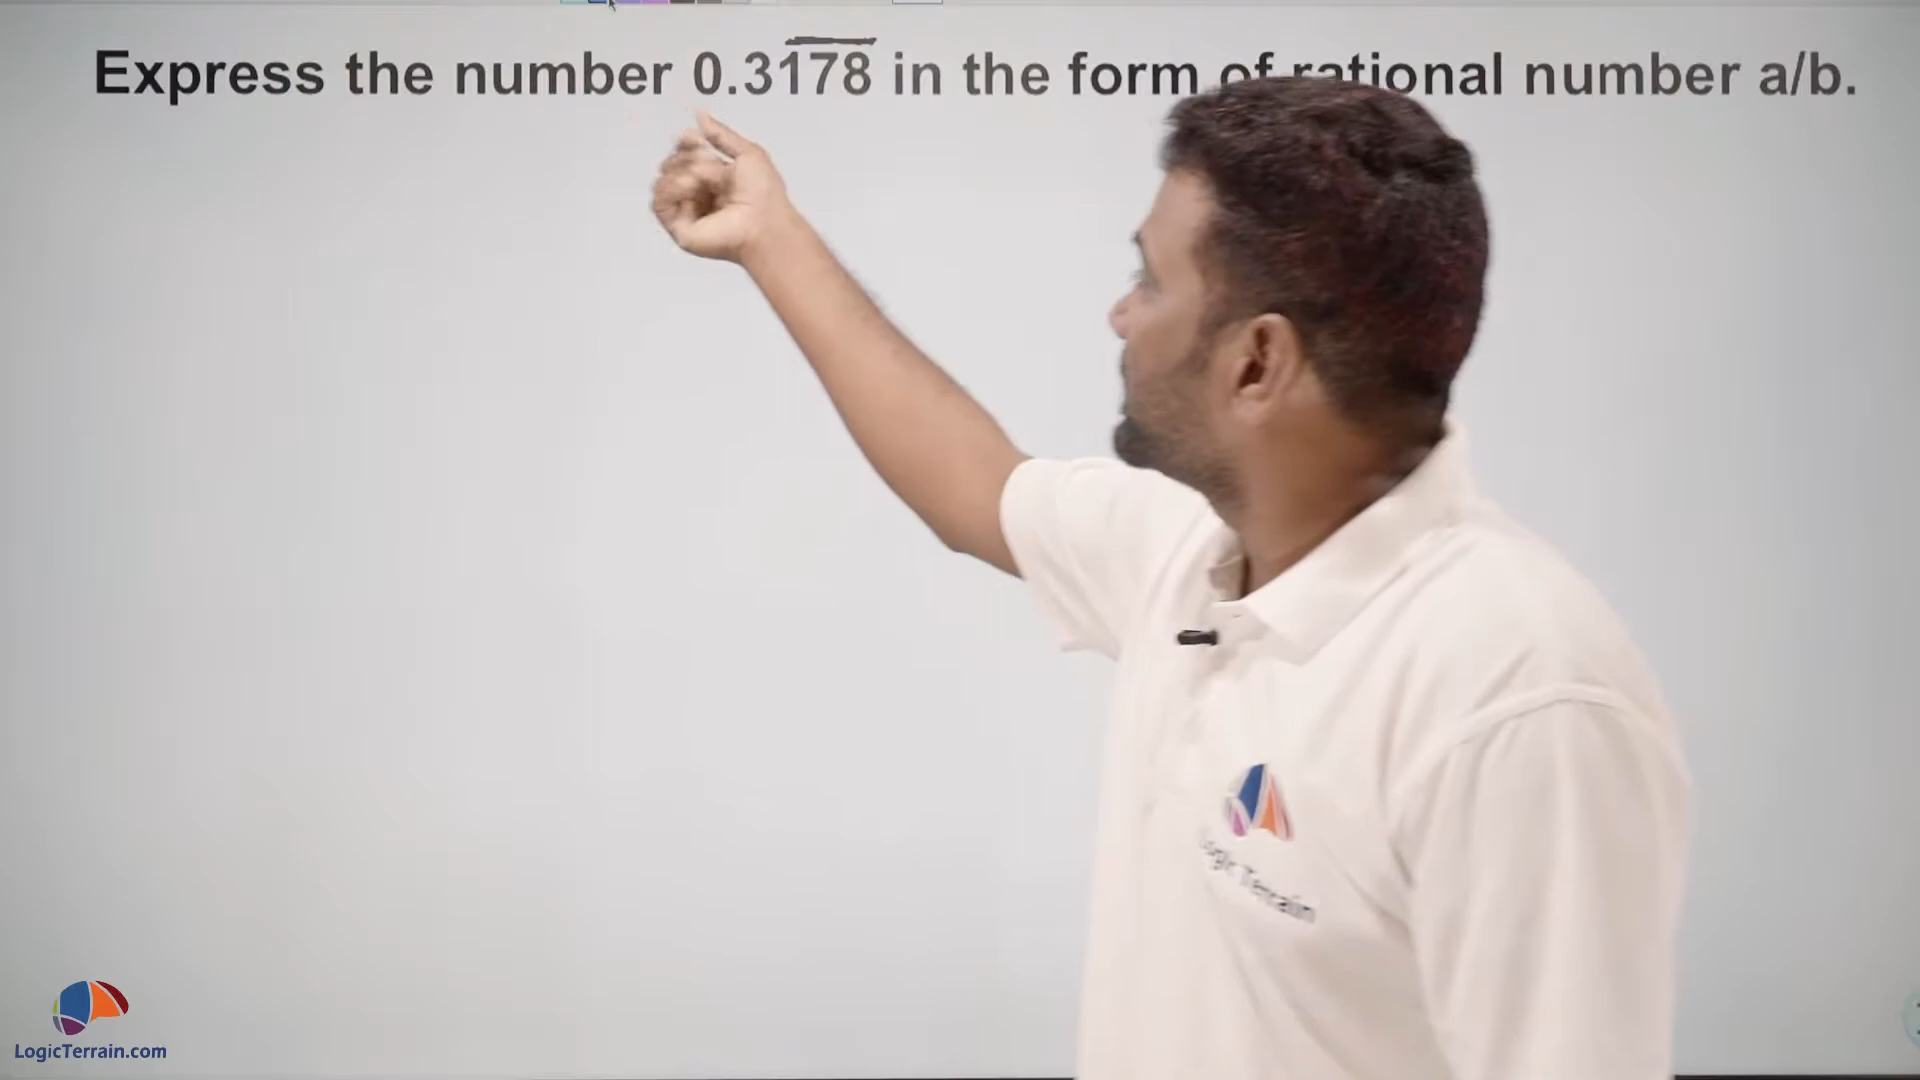 Express the number 0.3178 in the form of rational number a/b.
Logic Terrain
LogicTerrain.com